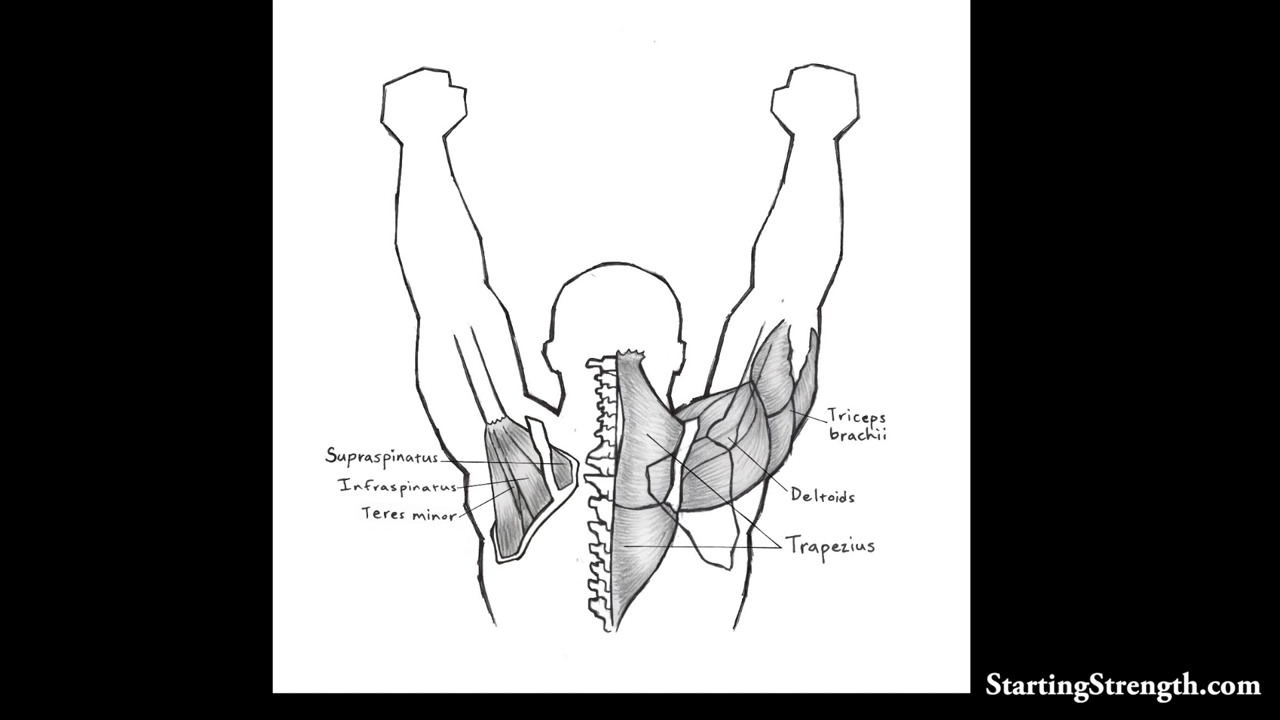 Supraspinatus
Infraspinatus
Teres minor
Triceps
brachii
Deltoids
Trapezius
StartingStrength.com